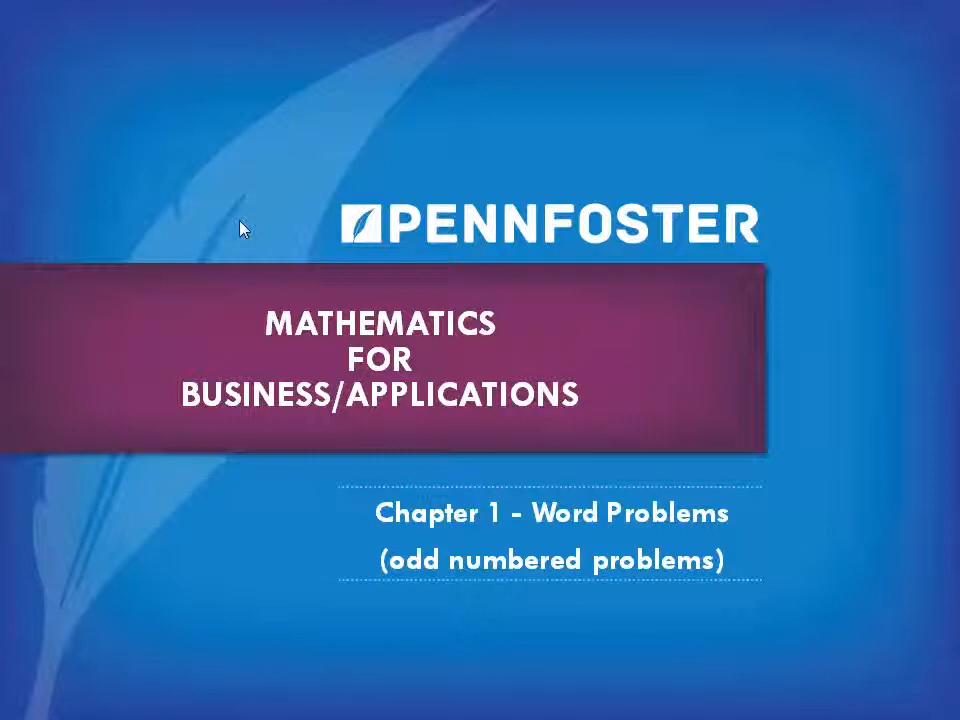 PENNFOSTER
MATHEMATICS
FOR
BUSINESS/APPLICATIONS
Chapter 1 - Word Problems
(odd numbered problems)